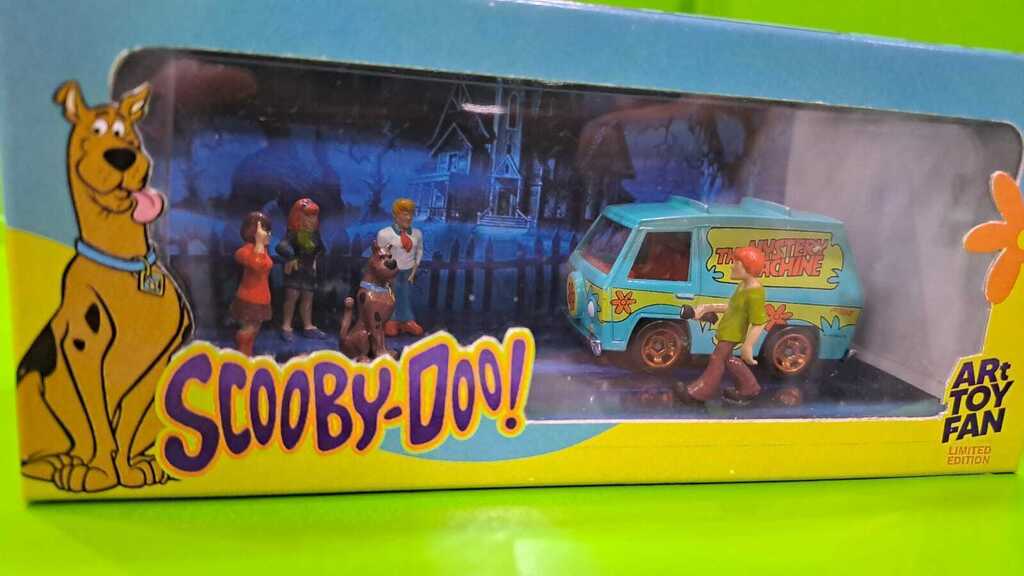 SCOOBY-DOO!
THE MYSTERY
MACHINE
ARt
TOY
FAN
LIMITED
EDITION